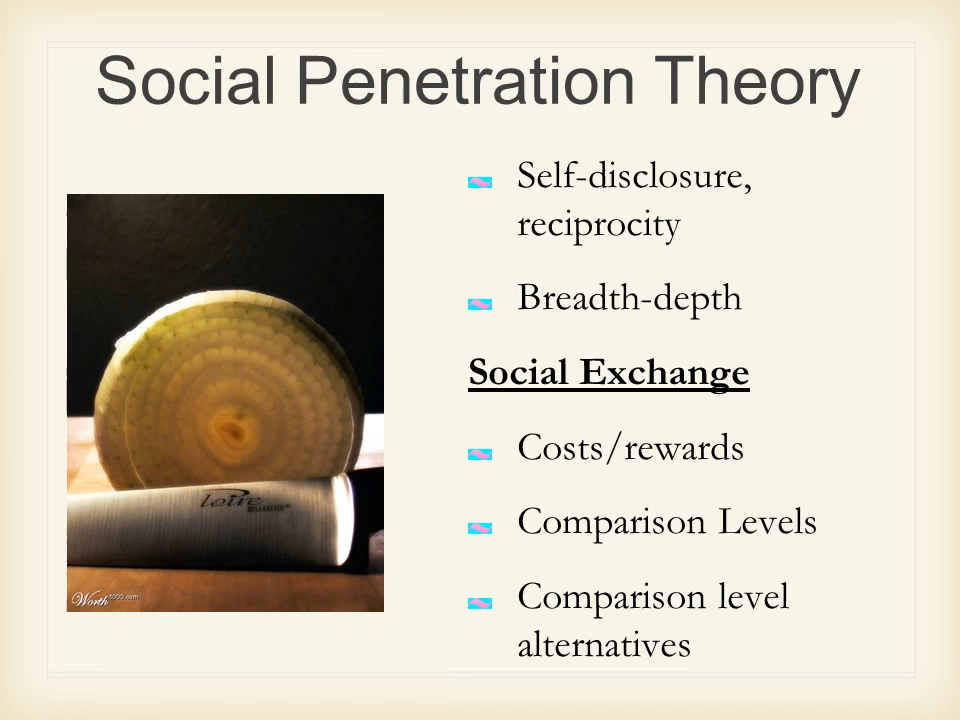 Social Penetration Theory
Self-disclosure,
reciprocity
Breadth-depth
Social Exchange
Costs/rewards
Comparison Levels
Comparison level
alternatives
Loire
Worth1000.com